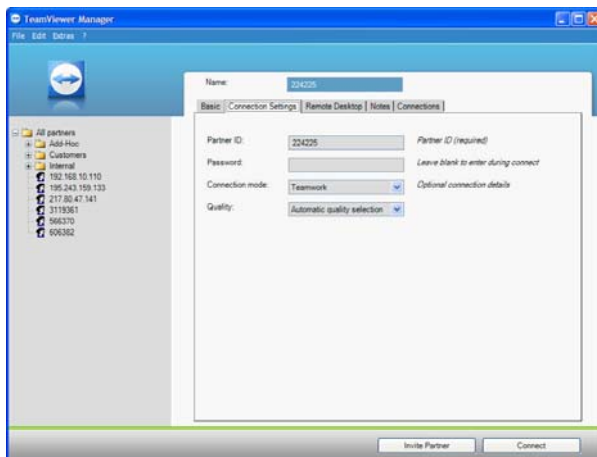 TeamViewer Manager
File Edit Extras ?
Name: 224225
Basic Connection Settings Remote Desktop Notes Connections
All partners
Add-Hoc
Customers
Internal
192.168.10.110
195.243.159.133
217.80.47.141
3119361
566370
606382
Partner ID: 224225 Partner ID (required)
Password: Leave blank to enter during connect
Connection mode: Teamwork Optional connection details
Quality: Automatic quality selection
Invite Partner Connect